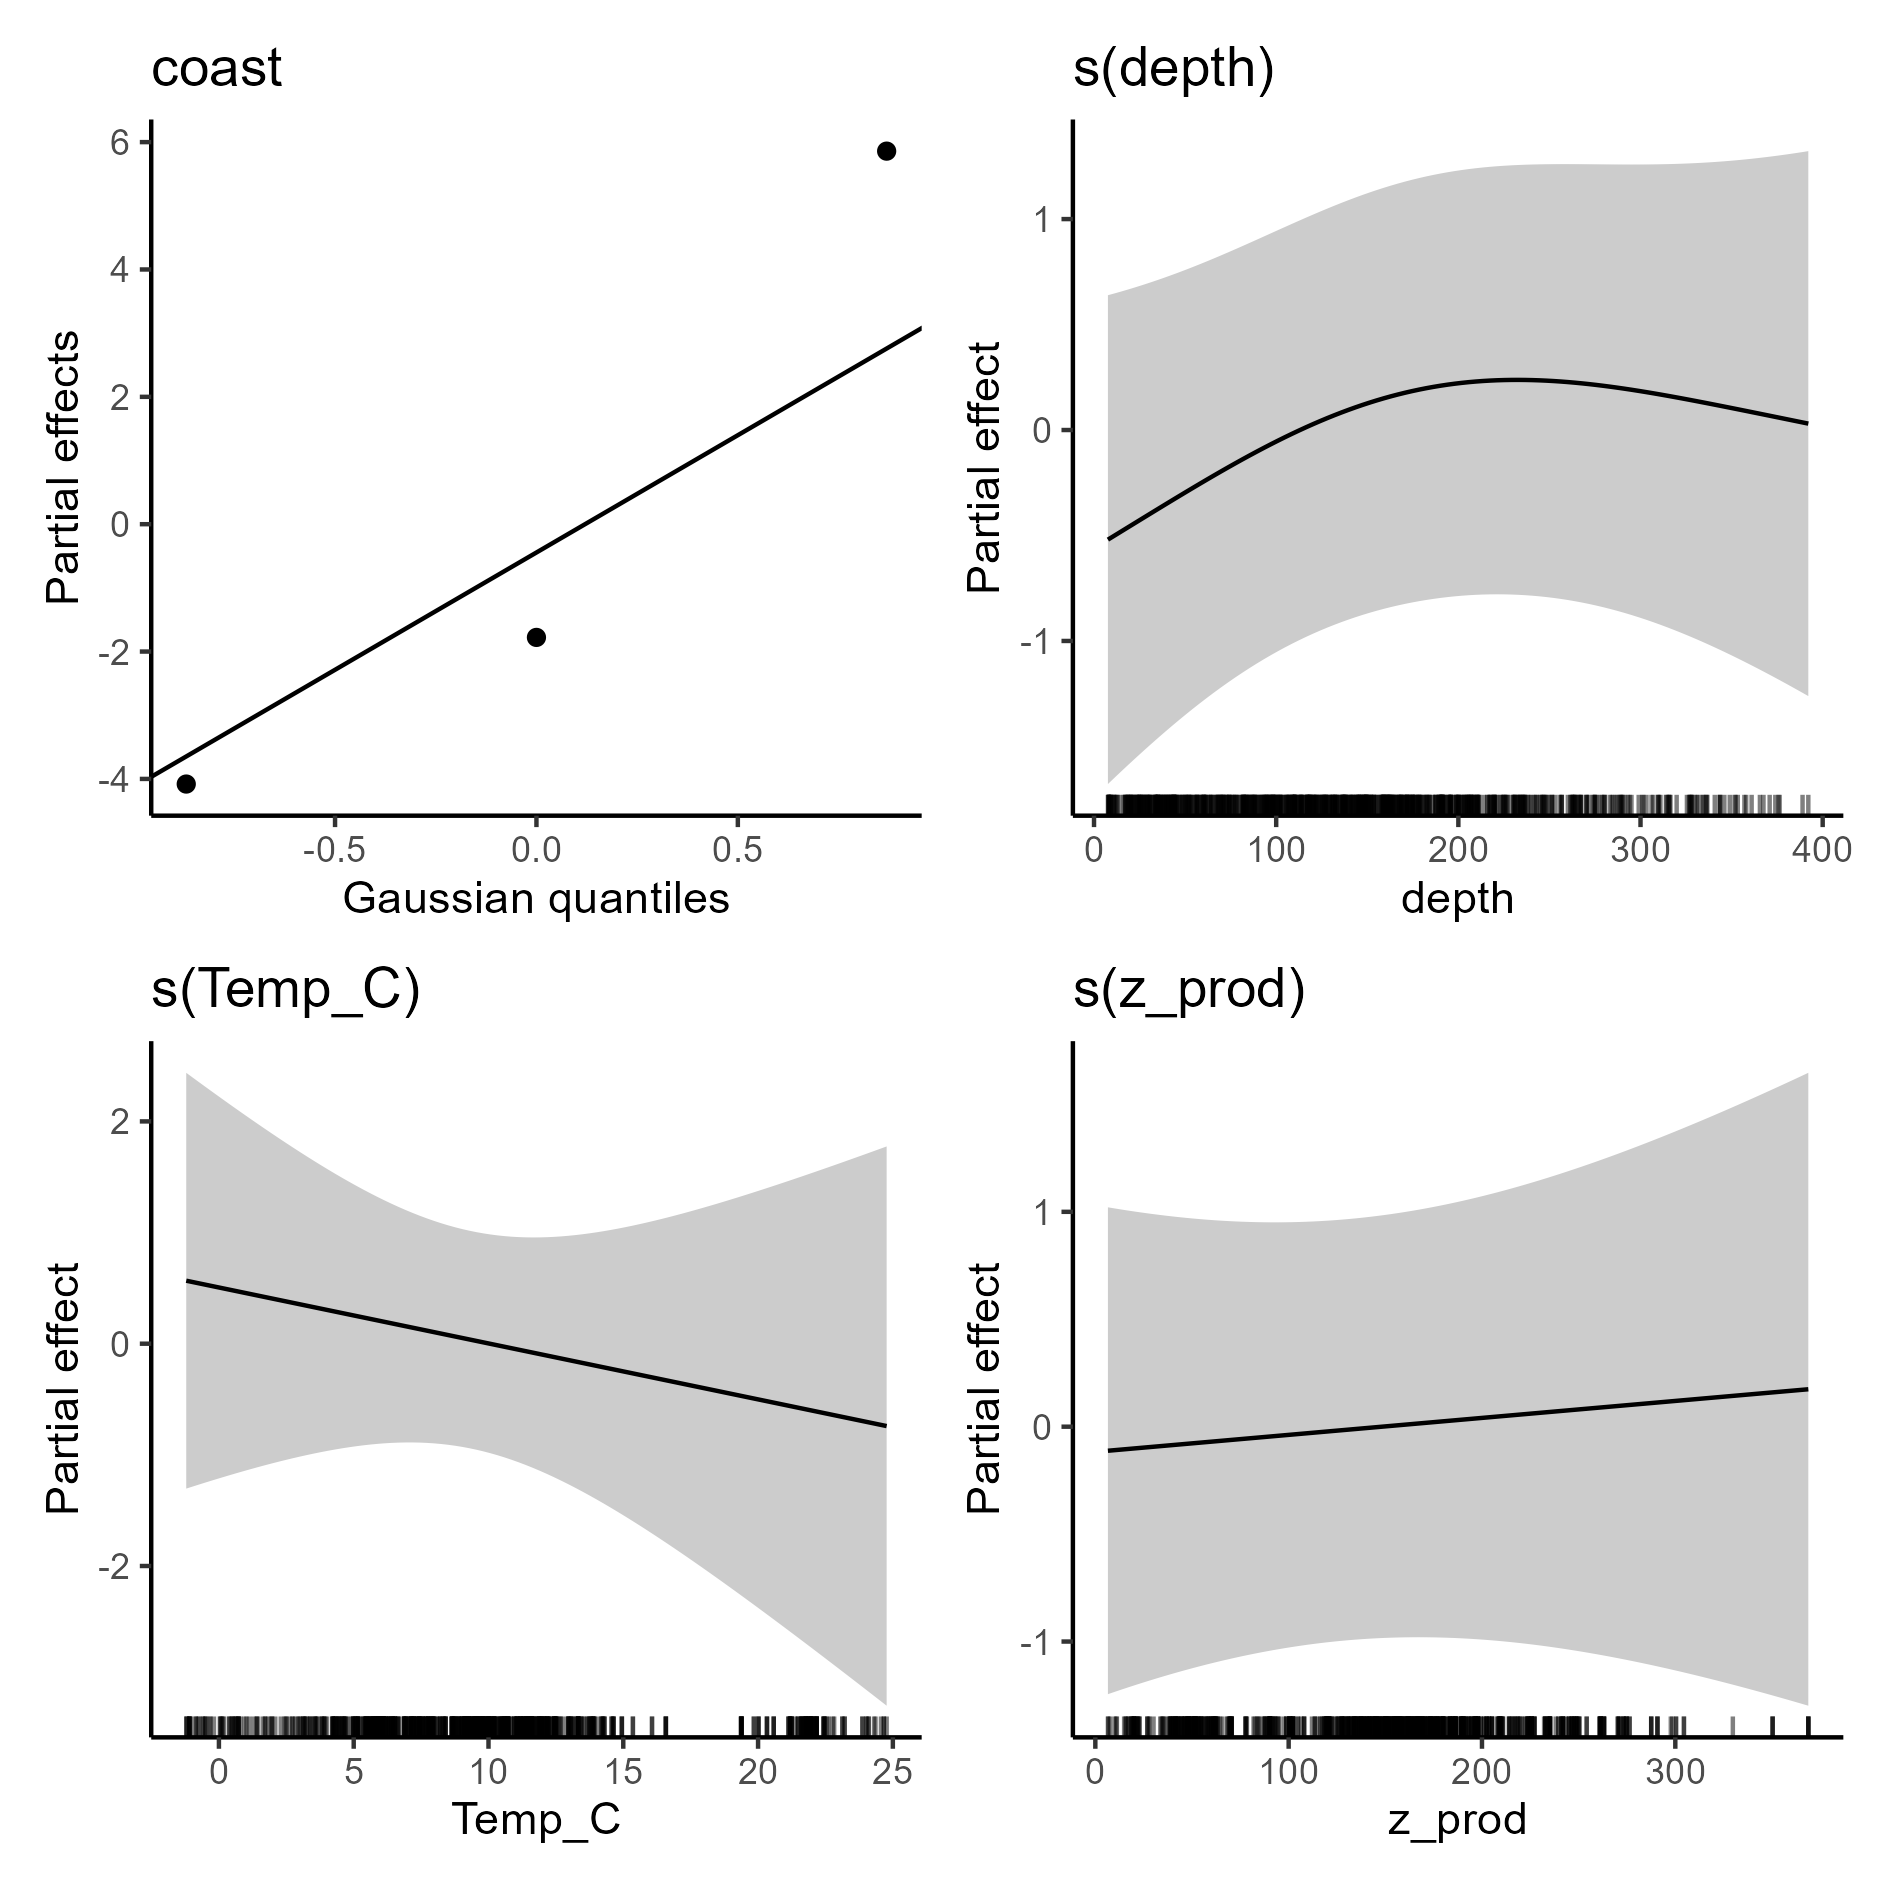 coast
6
4
2
0
-2
-4
Partial effects
-0.5 0.0 0.5
Gaussian quantiles
s(depth)
1
0
-1
Partial effect
0 100 200 300 400
depth
s(Temp_C)
2
0
-2
Partial effect
0 5 10 15 20 25
Temp_C
s(z_prod)
1
0
-1
Partial effect
0 100 200 300
z_prod